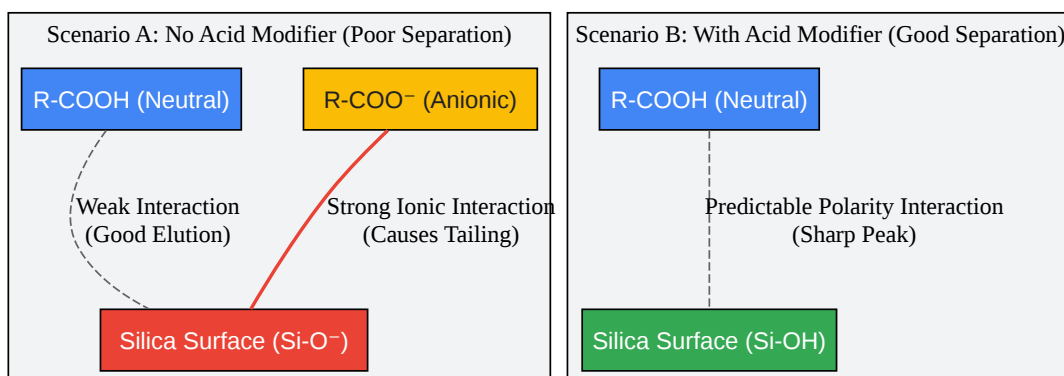 Scenario A: No Acid Modifier (Poor Separation)
R-COOH (Neutral)
R-COO⁻ (Anionic)
Weak Interaction
(Good Elution)
Strong Ionic Interaction
(Causes Tailing)
Silica Surface (Si-O⁻)
Scenario B: With Acid Modifier (Good Separation)
R-COOH (Neutral)
Predictable Polarity Interaction
(Sharp Peak)
Silica Surface (Si-OH)